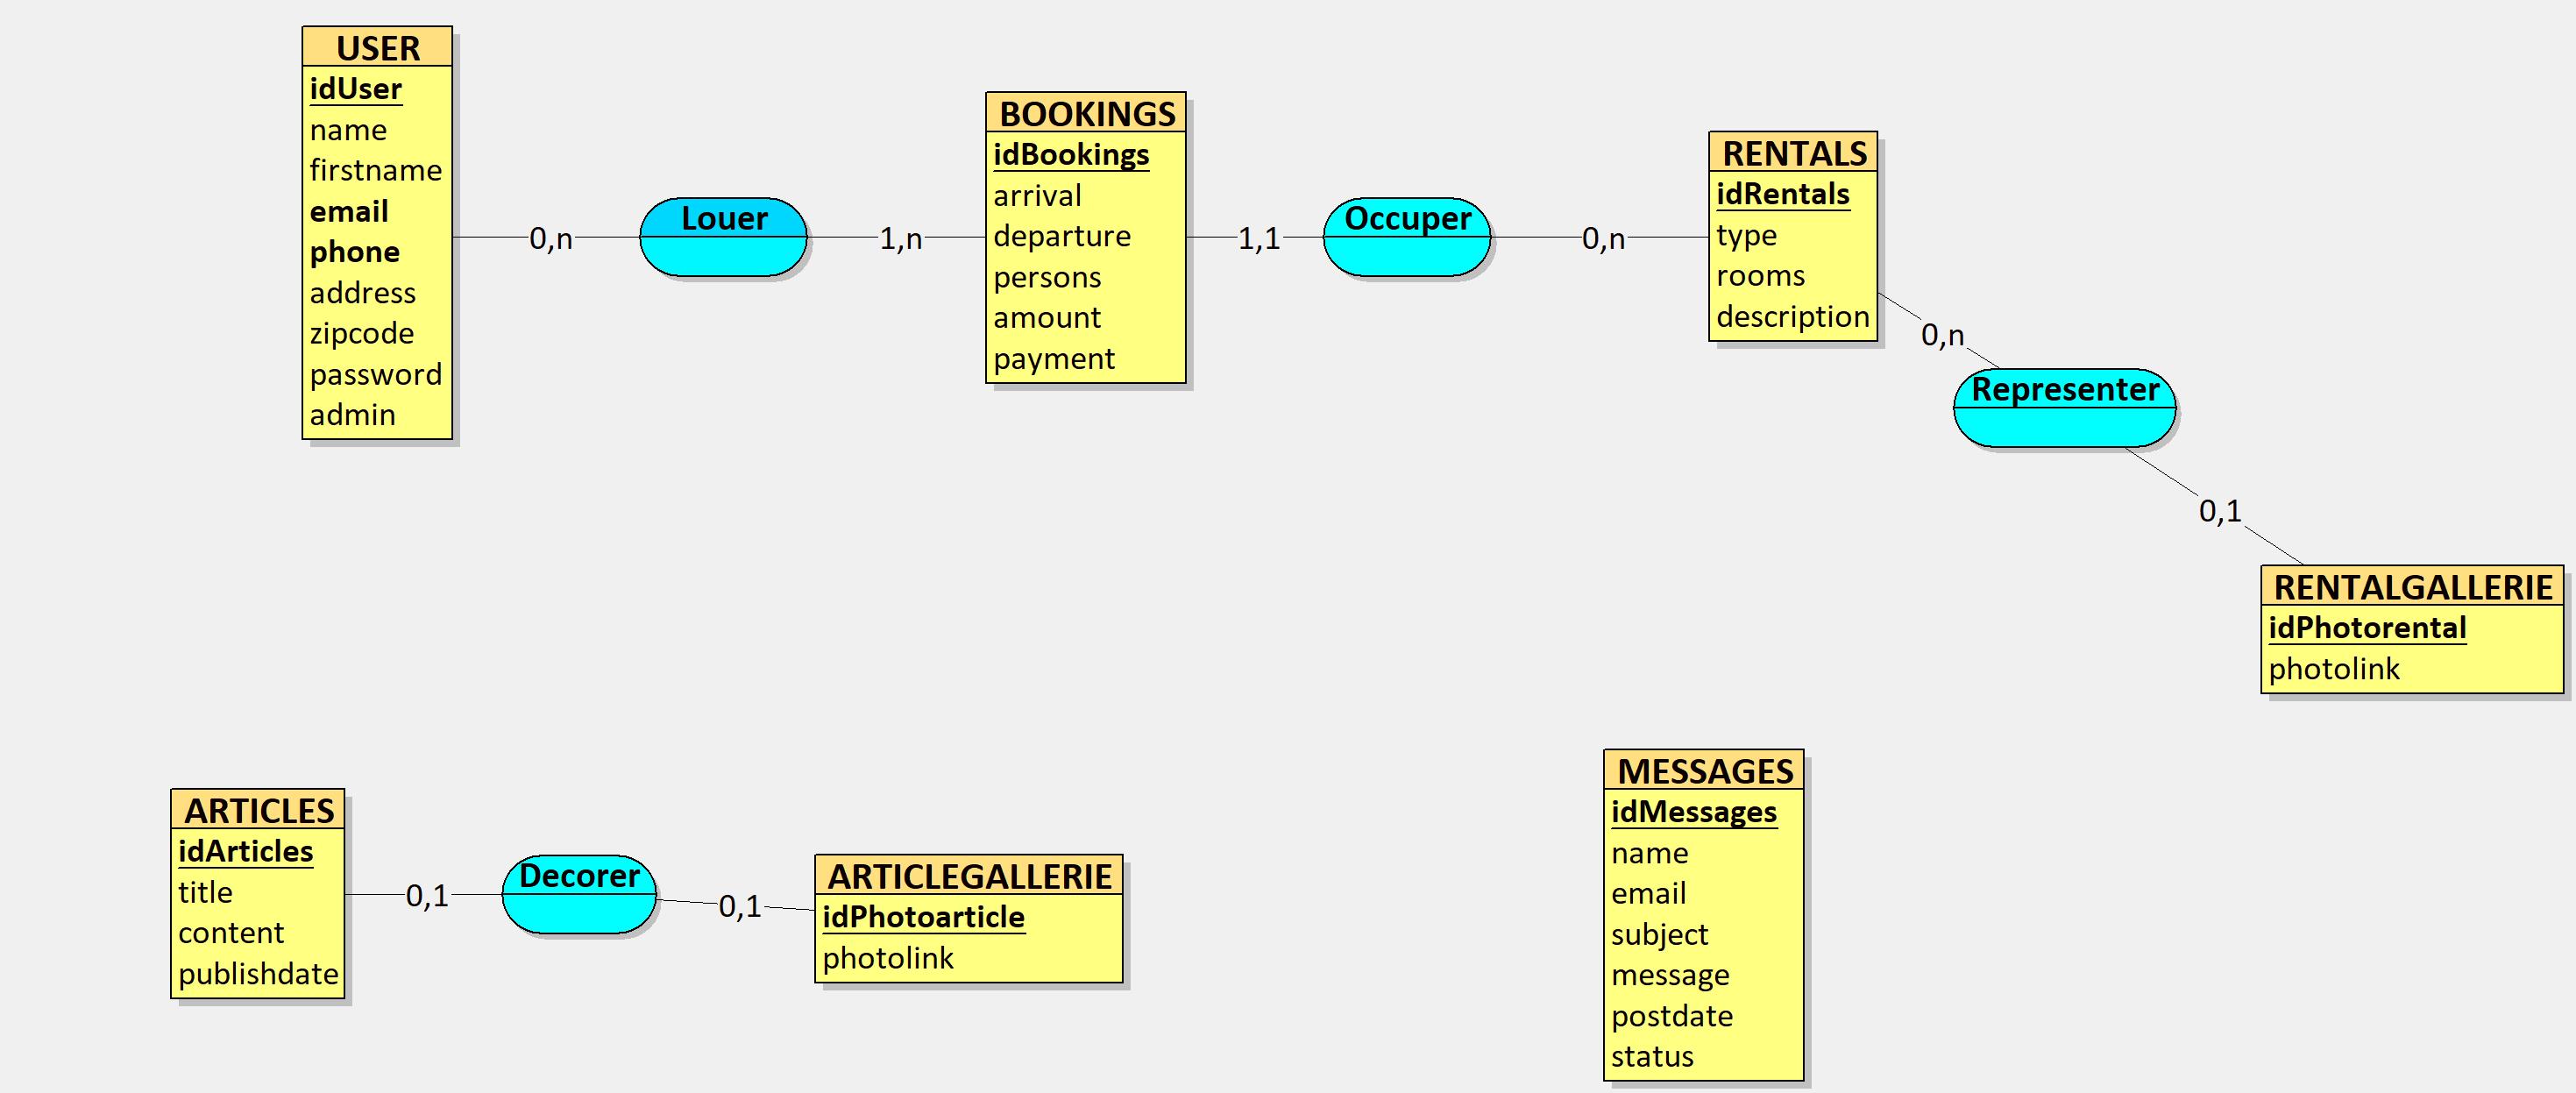 USER
idUser
name
firstname
email
phone
address
zipcode
password
admin
0,n
Louer
1,n
BOOKINGS
idBookings
arrival
departure
persons
amount
payment
1,1
Occuper
0,n
RENTALS
idRentals
type
rooms
description
0,n
Representer
0,1
RENTALGALLERIE
idPhotorental
photolink
ARTICLES
idArticles
title
content
publishdate
0,1
Decorer
0,1
ARTICLEGALLERIE
idPhotoarticle
photolink
MESSAGES
idMessages
name
email
subject
message
postdate
status